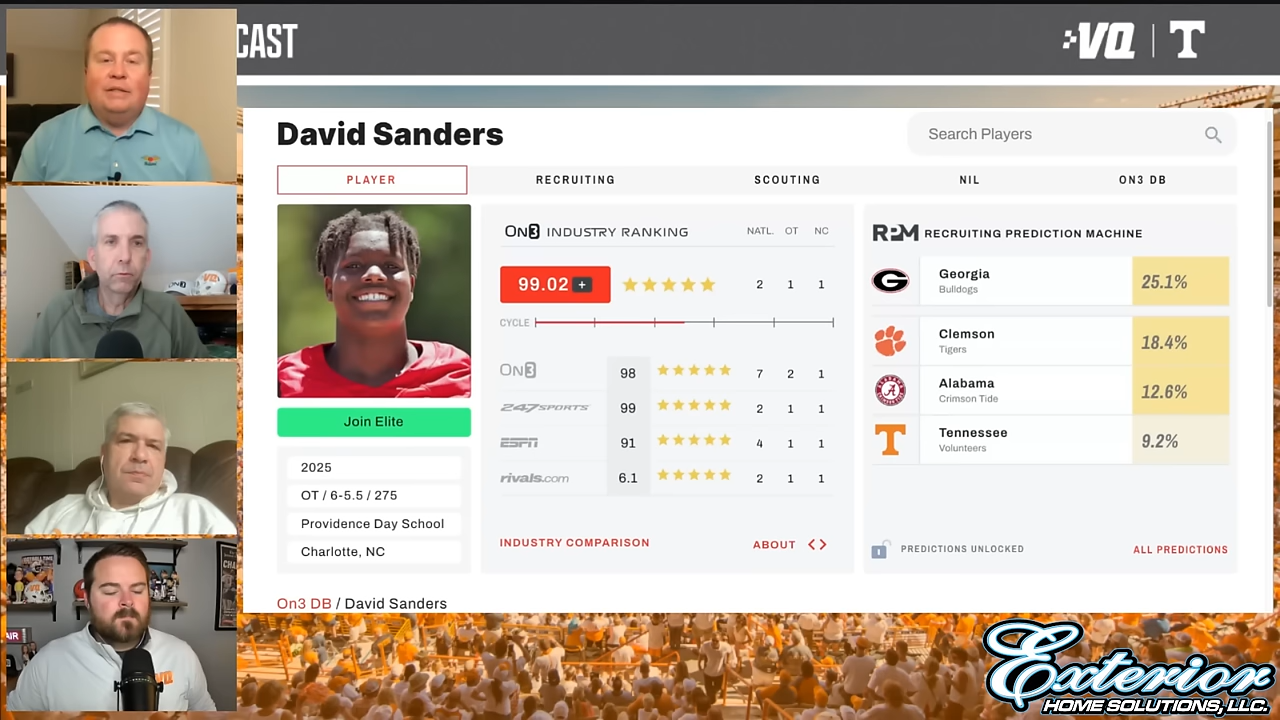 CAST
VQ
T
David Sanders
Search Players
PLAYER
RECRUITING
SCOUTING
NIL
ON3 DB
Join Elite
2025
OT / 6-5.5 / 275
Providence Day School
Charlotte, NC
On3 INDUSTRY RANKING NATL. OT NC
99.02 + 2 1 1
CYCLE
On3 98 7 2 1
247SPORTS 99 2 1 1
ESPN 91 4 1 1
rivals.com 6.1 2 1 1
INDUSTRY COMPARISON
ABOUT
RPM RECRUITING PREDICTION MACHINE
G Georgia 25.1%
Bulldogs
Clemson 18.4%
Tigers
Alabama 12.6%
Crimson Tide
T Tennessee 9.2%
Volunteers
PREDICTIONS UNLOCKED
ALL PREDICTIONS
On3 DB / David Sanders
Exterior
HOME SOLUTIONS, LLC.